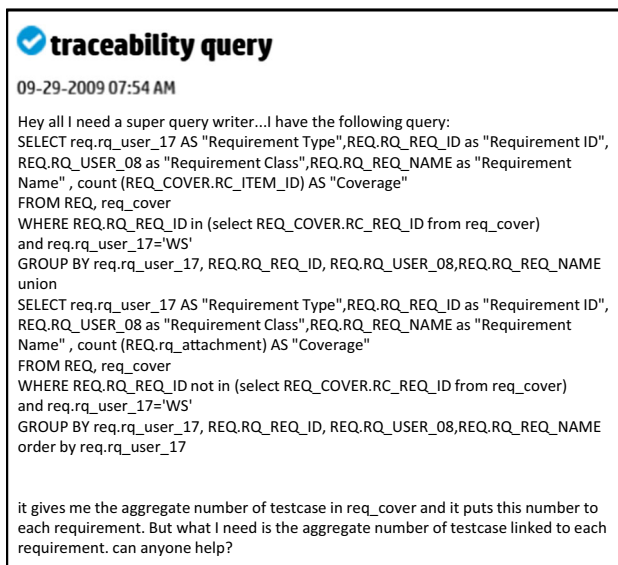 traceability query
09-29-2009 07:54 AM
Hey all I need a super query writer...I have the following query:
SELECT req.rq_user_17 AS "Requirement Type",REQ.RQ_REQ_ID as "Requirement ID",
REQ.RQ_USER_08 as "Requirement Class",REQ.RQ_REQ_NAME as "Requirement
Name" , count (REQ_COVER.RC_ITEM_ID) AS "Coverage"
FROM REQ, req_cover
WHERE REQ.RQ_REQ_ID in (select REQ_COVER.RC_REQ_ID from req_cover)
and req.rq_user_17='WS'
GROUP BY req.rq_user_17, REQ.RQ_REQ_ID, REQ.RQ_USER_08,REQ.RQ_REQ_NAME
union
SELECT req.rq_user_17 AS "Requirement Type",REQ.RQ_REQ_ID as "Requirement ID",
REQ.RQ_USER_08 as "Requirement Class",REQ.RQ_REQ_NAME as "Requirement
Name" , count (REQ.rq_attachment) AS "Coverage"
FROM REQ, req_cover
WHERE REQ.RQ_REQ_ID not in (select REQ_COVER.RC_REQ_ID from req_cover)
and req.rq_user_17='WS'
GROUP BY req.rq_user_17, REQ.RQ_REQ_ID, REQ.RQ_USER_08,REQ.RQ_REQ_NAME
order by req.rq_user_17
it gives me the aggregate number of testcase in req_cover and it puts this number to
each requirement. But what I need is the aggregate number of testcase linked to each
requirement. can anyone help?